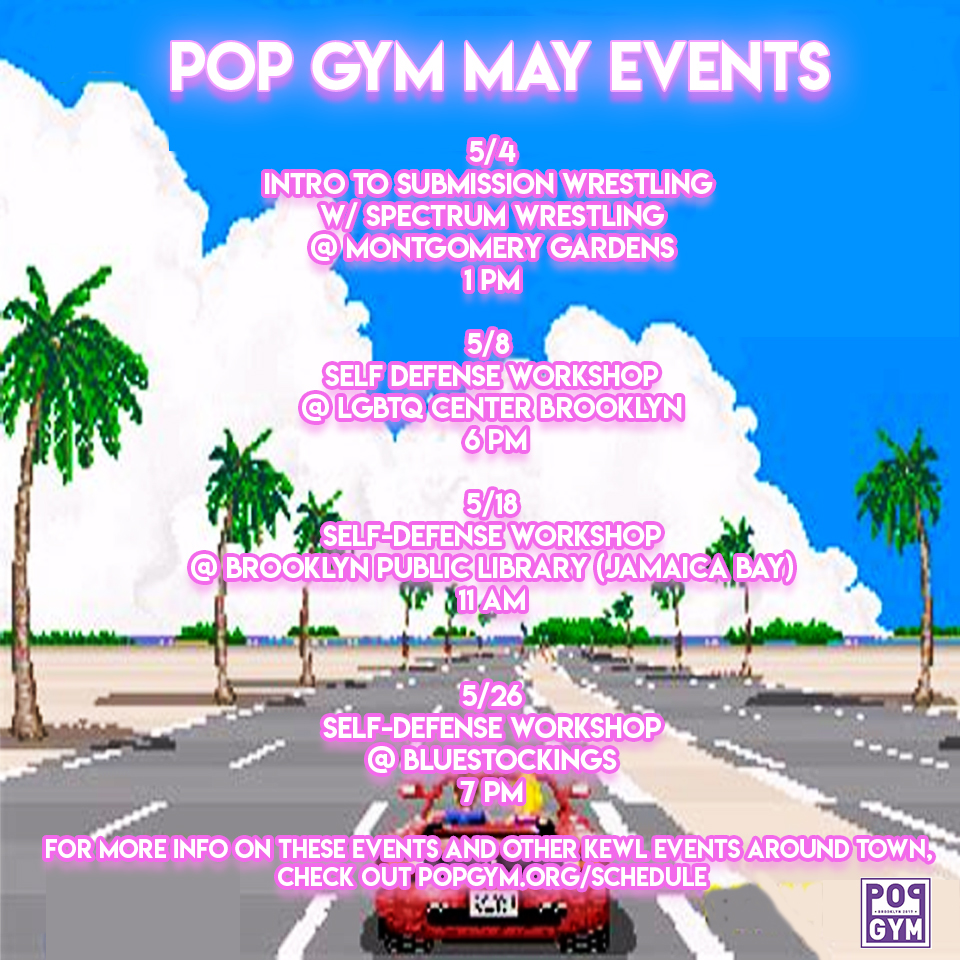 POP GYM MAY EVENTS
5/4
INTRO TO SUBMISSION WRESTLING
W/ SPECTRUM WRESTLING
@ MONTGOMERY GARDENS
1 PM
5/8
SELF DEFENSE WORKSHOP
@ LGBTQ CENTER BROOKLYN
6 PM
5/18
SELF-DEFENSE WORKSHOP
@ BROOKLYN PUBLIC LIBRARY (JAMAICA BAY)
11 AM
5/26
SELF-DEFENSE WORKSHOP
@ BLUESTOCKINGS
7 PM
FOR MORE INFO ON THESE EVENTS AND OTHER KEWL EVENTS AROUND TOWN,
CHECK OUT POPGYM.ORG/SCHEDULE
POP
BROOKLYN
GYM